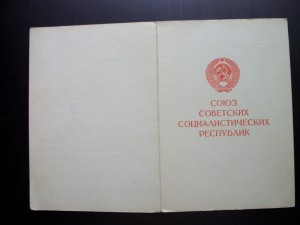 СОЮЗ
СОВЕТСКИХ
СОЦИАЛИСТИЧЕСКИХ
РЕСПУБЛИК